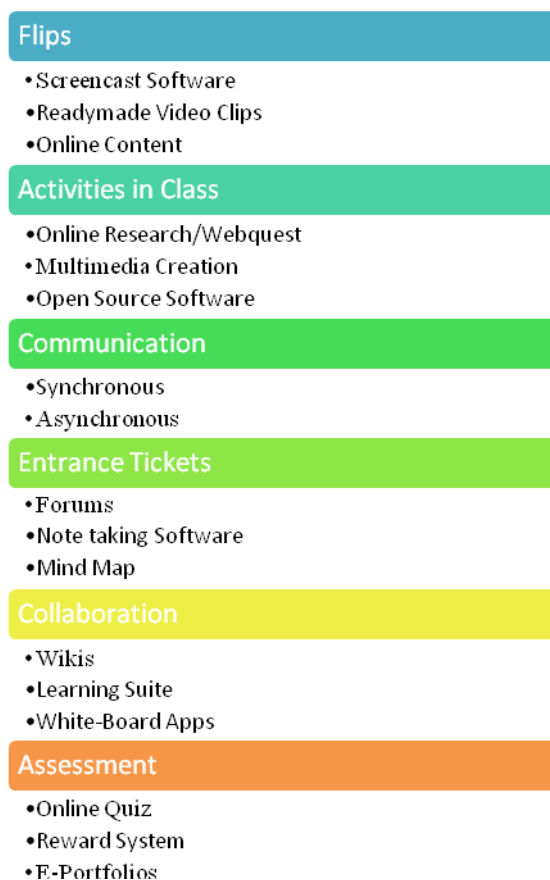 Flips
•Screencast Software
•Readymade Video Clips
•Online Content
Activities in Class
•Online Research/Webquest
•Multimedia Creation
•Open Source Software
Communication
•Synchronous
•Asynchronous
Entrance Tickets
•Forums
•Note taking Software
•Mind Map
Collaboration
•Wikis
•Learning Suite
•White-Board Apps
Assessment
•Online Quiz
•Reward System
•E-Portfolios